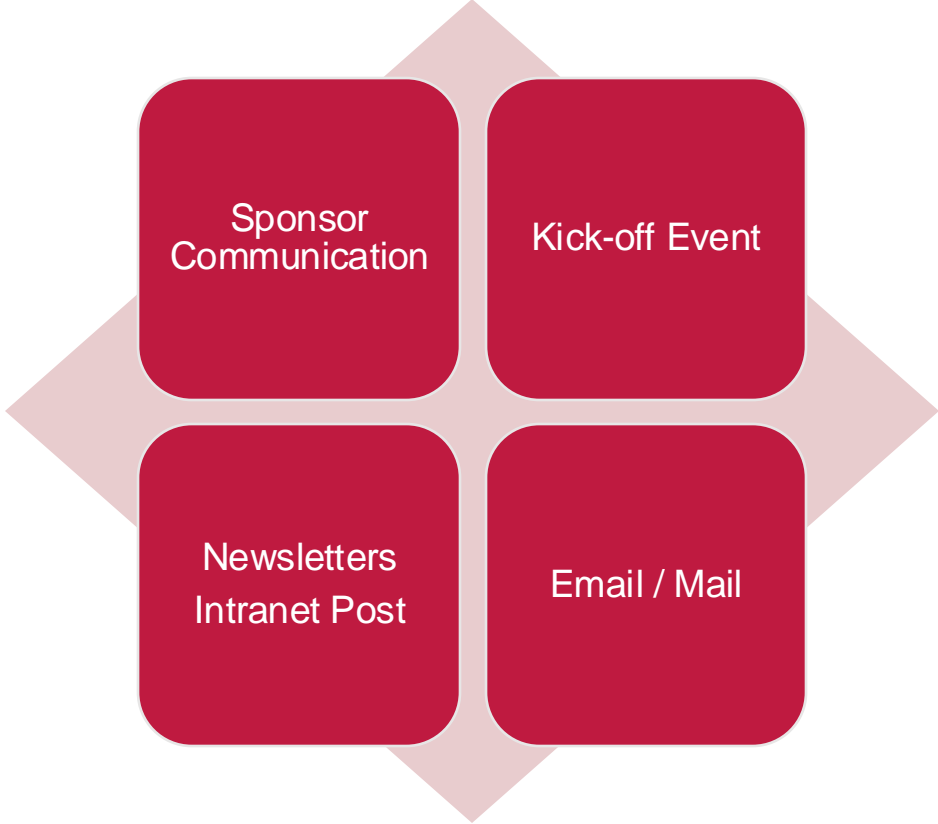 Sponsor
Communication
Kick-off Event
Newsletters
Intranet Post
Email / Mail